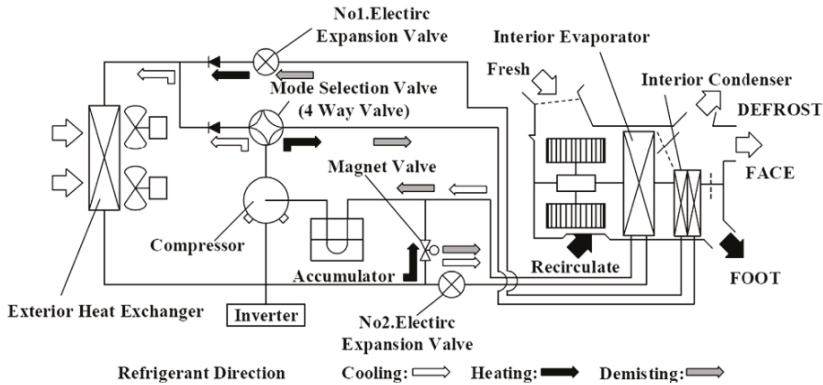 No1.Electirc
Expansion Valve
Interior Evaporator
Fresh
Interior Condenser
Mode Selection Valve
(4 Way Valve)
DEFROST
Magnet Valve
FACE
Compressor
Accumulator
Recirculate
FOOT
Exterior Heat Exchanger
Inverter
No2.Electirc
Expansion Valve
Refrigerant Direction Cooling: Heating: Demisting: